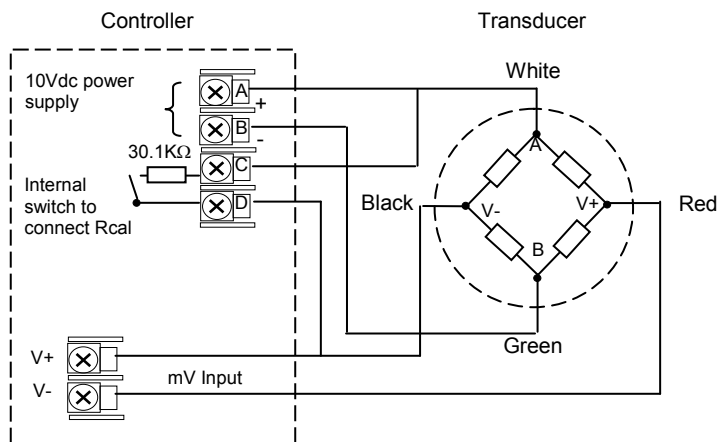 Controller
Transducer
10Vdc power
supply
A
+
B
-
30.1KΩ
C
Internal
switch to
connect Rcal
D
White
A
Black
V-
V+
Red
B
Green
V+
V-
mV Input